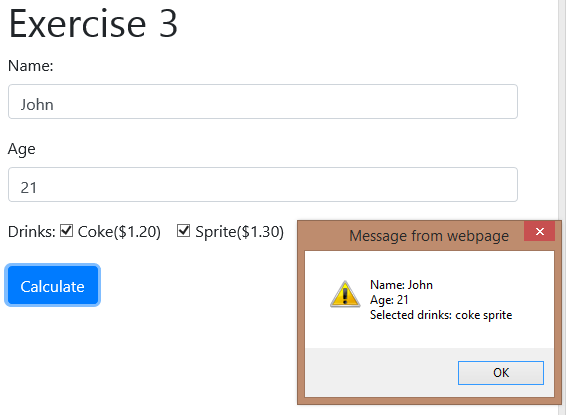 Exercise 3
Name:
John
Age
21
Drinks: Coke($1.20) Sprite($1.30)
Calculate
Message from webpage
Name: John
Age: 21
Selected drinks: coke sprite
OK